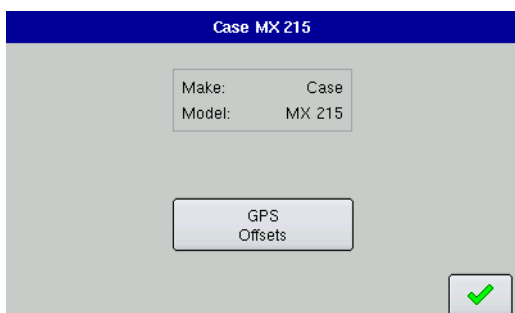 Case MX 215
Make: Case
Model: MX 215
GPS
Offsets